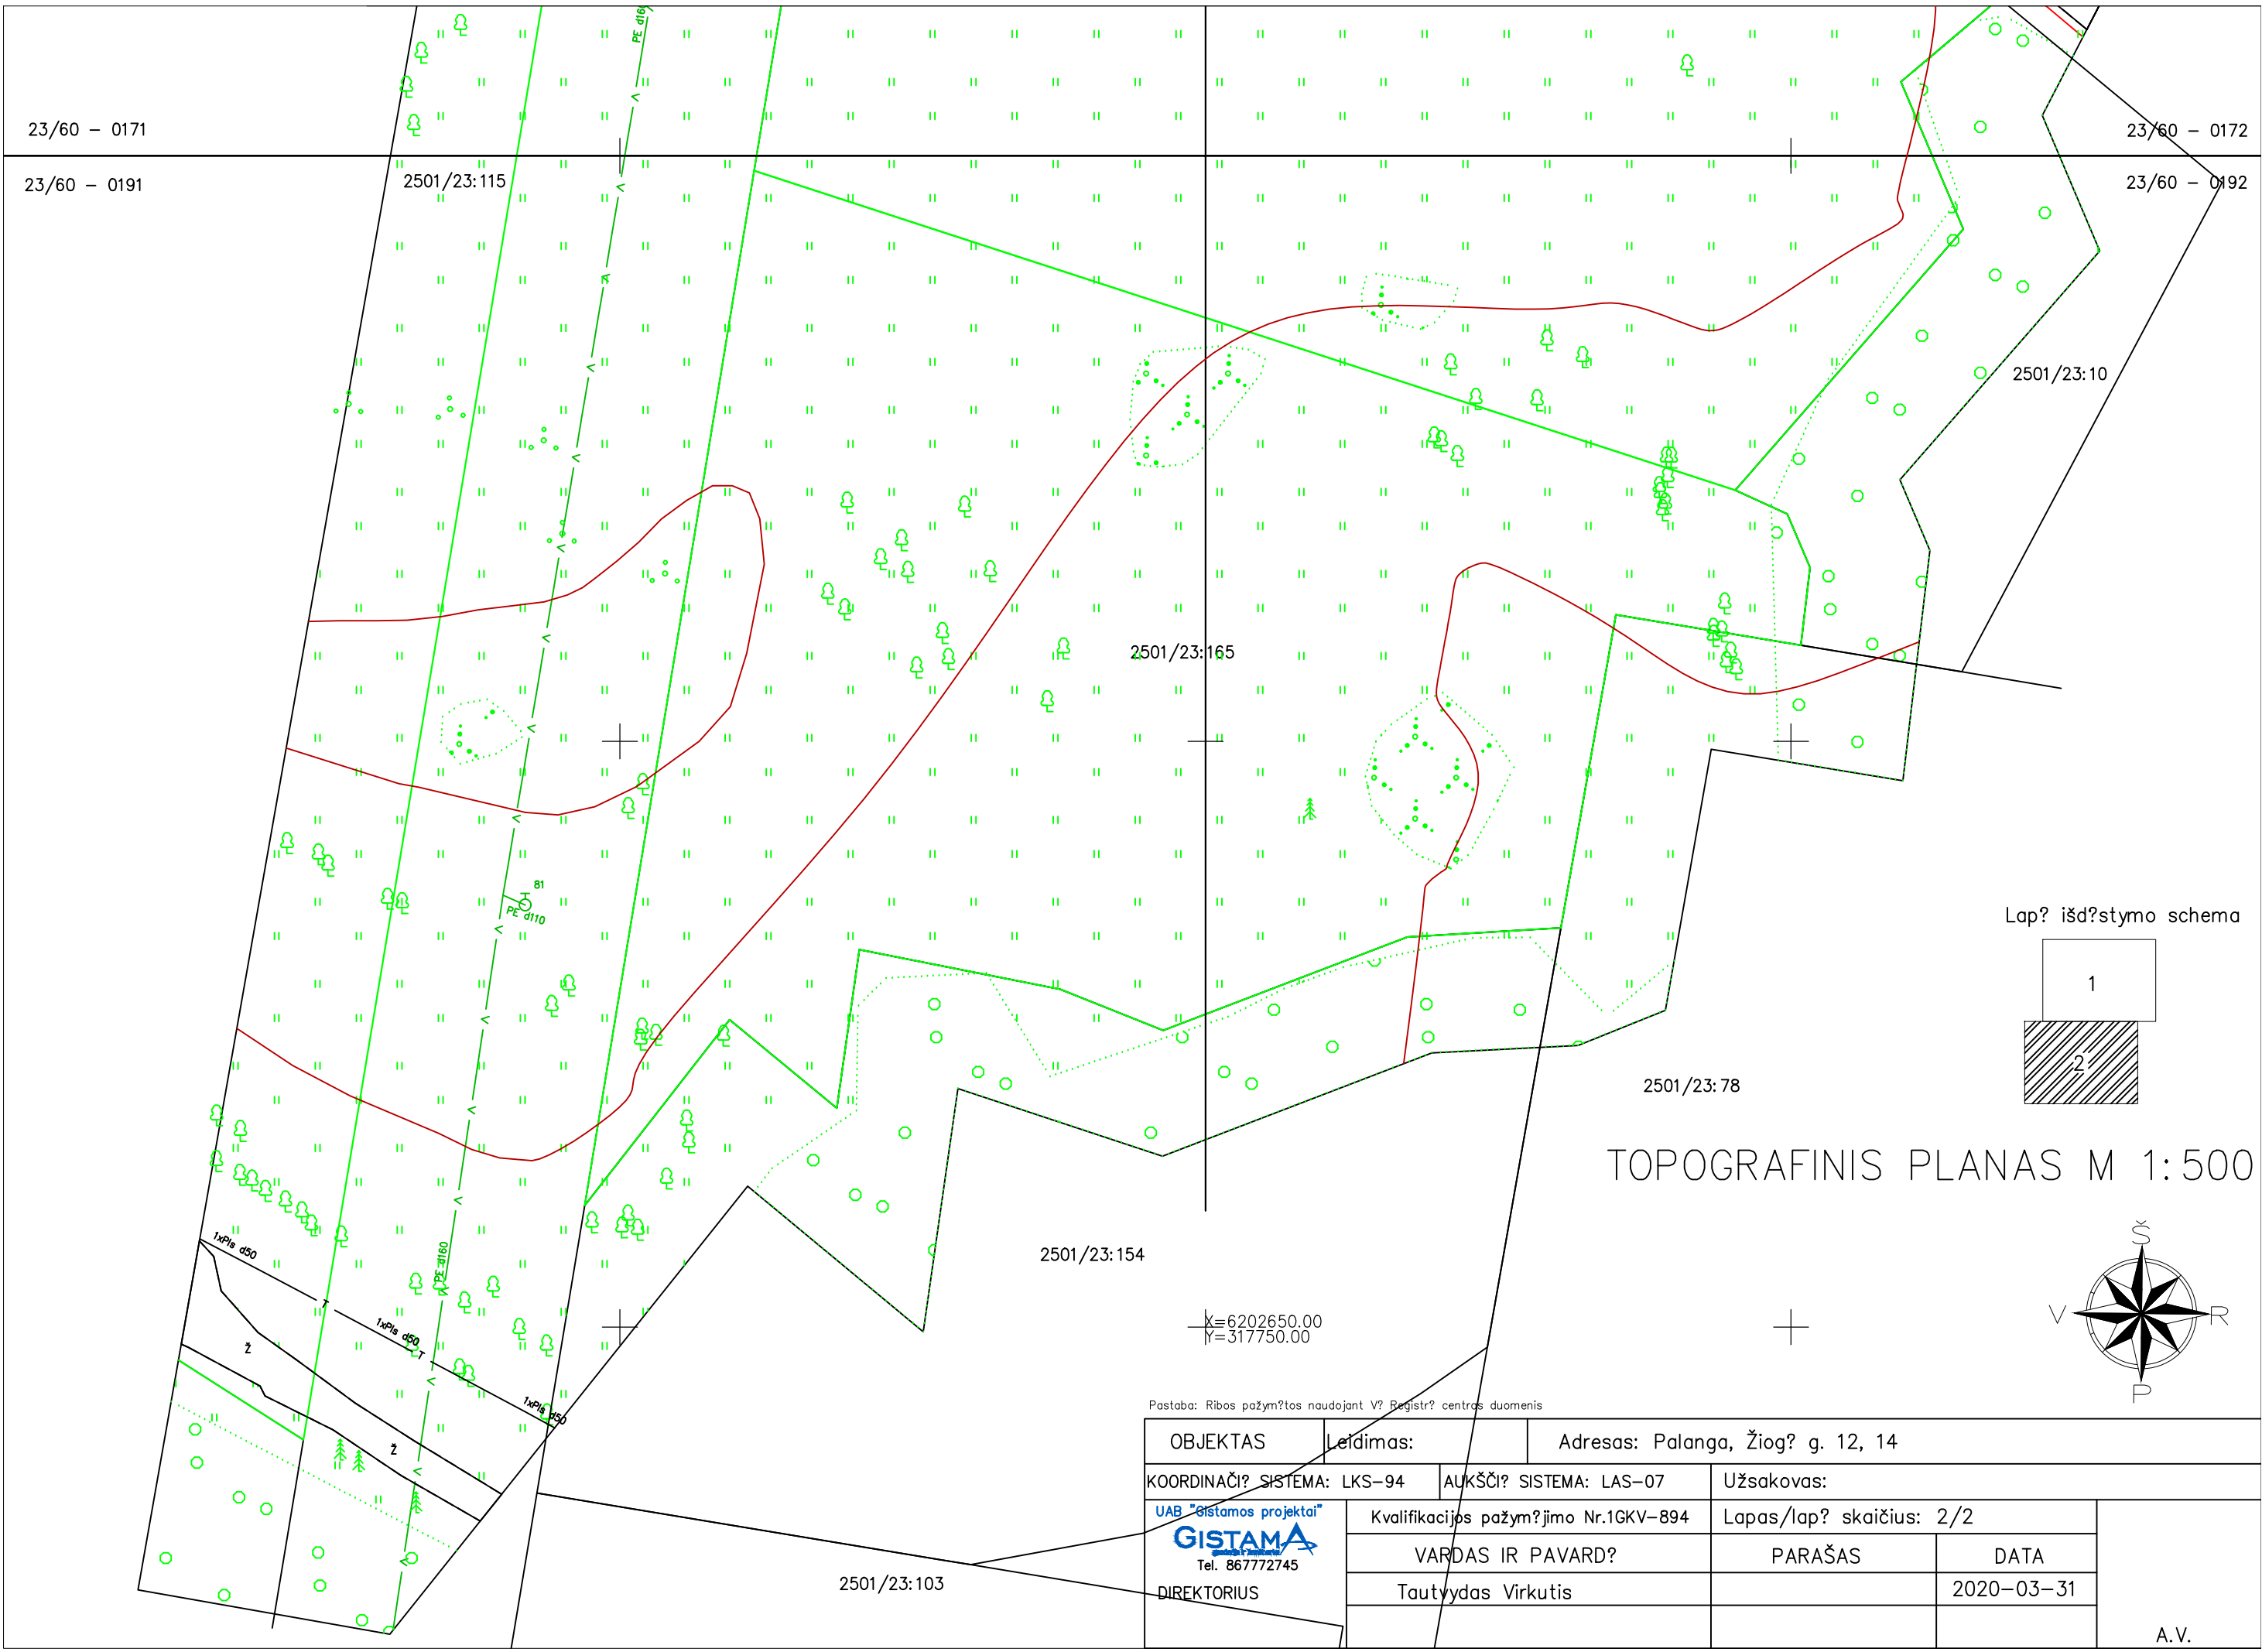 PE d160
23/60 - 0171
23/60 - 0172
23/60 - 0191
2501/23:115
23/60 - 0192
2501/23:10
2501/23:165
81
PE d110
Lap? išd?stymo schema
1
2
2501/23:78
TOPOGRAFINIS PLANAS M 1:500
1xPls d50
PE d160
2501/23:154
Š
V
R
P
T
1xPls d50
T
X=6202650.00
Y=317750.00
Ž
Ž
1xPls d50
Pastaba: Ribos pažym?tos naudojant V? Registr? centras duomenis
OBJEKTAS
Leidimas:
Adresas: Palanga, Žiog? g. 12, 14
KOORDINAČI? SISTEMA: LKS-94
AUKŠČI? SISTEMA: LAS-07
Užsakovas:
UAB "Gistamos projektai"
GISTAMA
Tel. 867772745
Kvalifikacijos pažym?jimo Nr.1GKV-894
Lapas/lap? skaičius: 2/2
VARDAS IR PAVARD?
PARAŠAS
DATA
2501/23:103
DIREKTORIUS
Tautvydas Virkutis
2020-03-31
A.V.